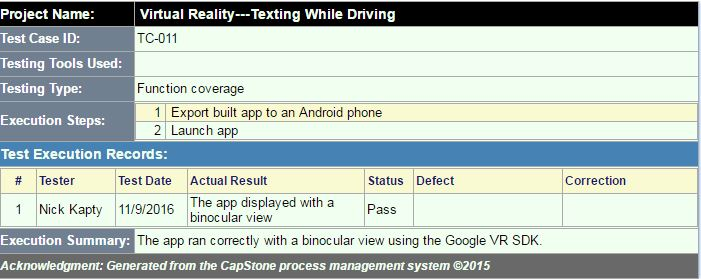 Project Name: Virtual Reality---Texting While Driving
Test Case ID: TC-011
Testing Tools Used:
Testing Type: Function coverage
Execution Steps:
1 Export built app to an Android phone
2 Launch app
Test Execution Records:
# Tester Test Date Actual Result Status Defect Correction
1 Nick Kapty 11/9/2016 The app displayed with a binocular view Pass
Execution Summary: The app ran correctly with a binocular view using the Google VR SDK.
Acknowledgment: Generated from the CapStone process management system ©2015